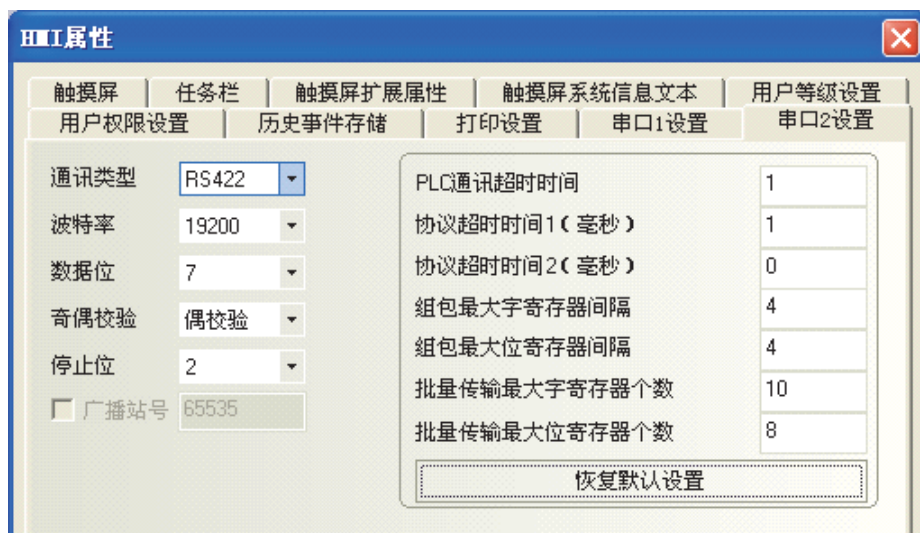 HMI属性
触摸屏 任务栏 触摸屏扩展属性 触摸屏系统信息文本 用户等级设置
用户权限设置 历史事件存储 打印设置 串口1设置 串口2设置
通讯类型 RS422
波特率 19200
数据位 7
奇偶校验 偶校验
停止位 2
广播站号 65535
PLC通讯超时时间 1
协议超时时间1(毫秒) 1
协议超时时间2(毫秒) 0
组包最大字寄存器间隔 4
组包最大位寄存器间隔 4
批量传输最大字寄存器个数 10
批量传输最大位寄存器个数 8
恢复默认设置